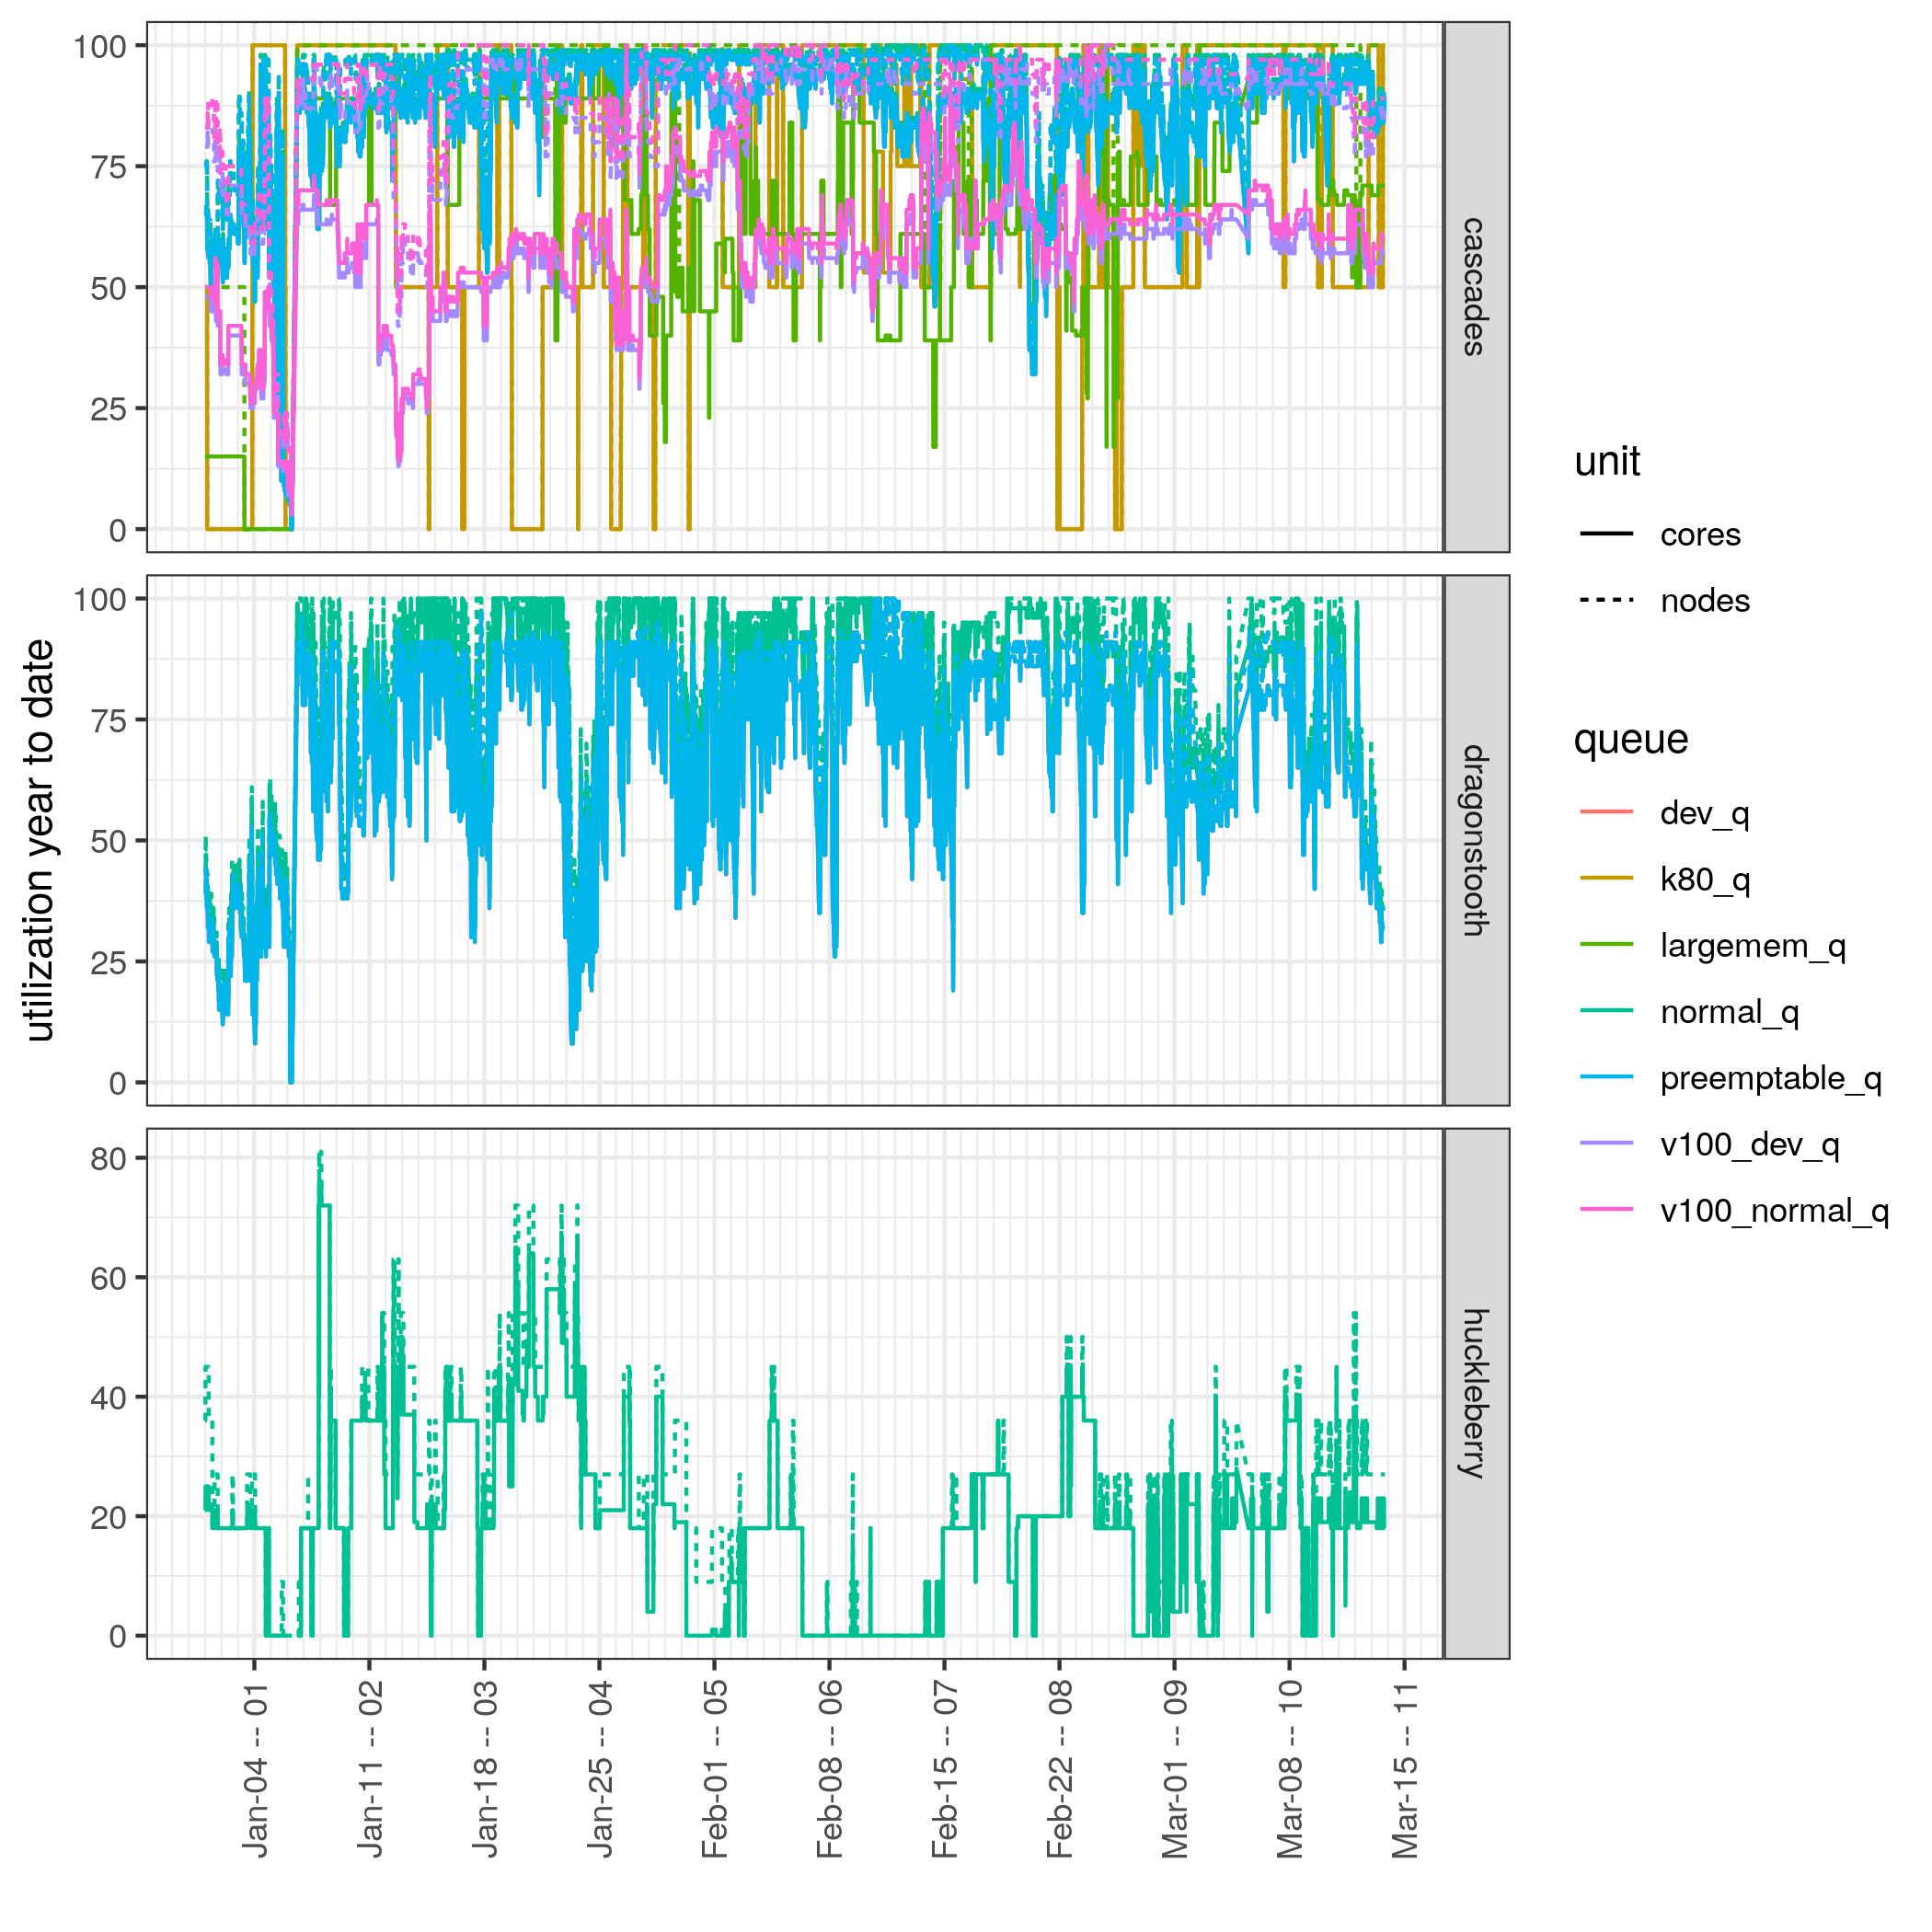 utilization year to date
100
75
50
25
0
cascades
100
75
50
25
0
dragonstooth
80
60
40
20
0
huckleberry
Jan-04 -- 01
Jan-11 -- 02
Jan-18 -- 03
Jan-25 -- 04
Feb-01 -- 05
Feb-08 -- 06
Feb-15 -- 07
Feb-22 -- 08
Mar-01 -- 09
Mar-08 -- 10
Mar-15 -- 11
unit
cores
nodes
queue
dev_q
k80_q
largemem_q
normal_q
preemptable_q
v100_dev_q
v100_normal_q